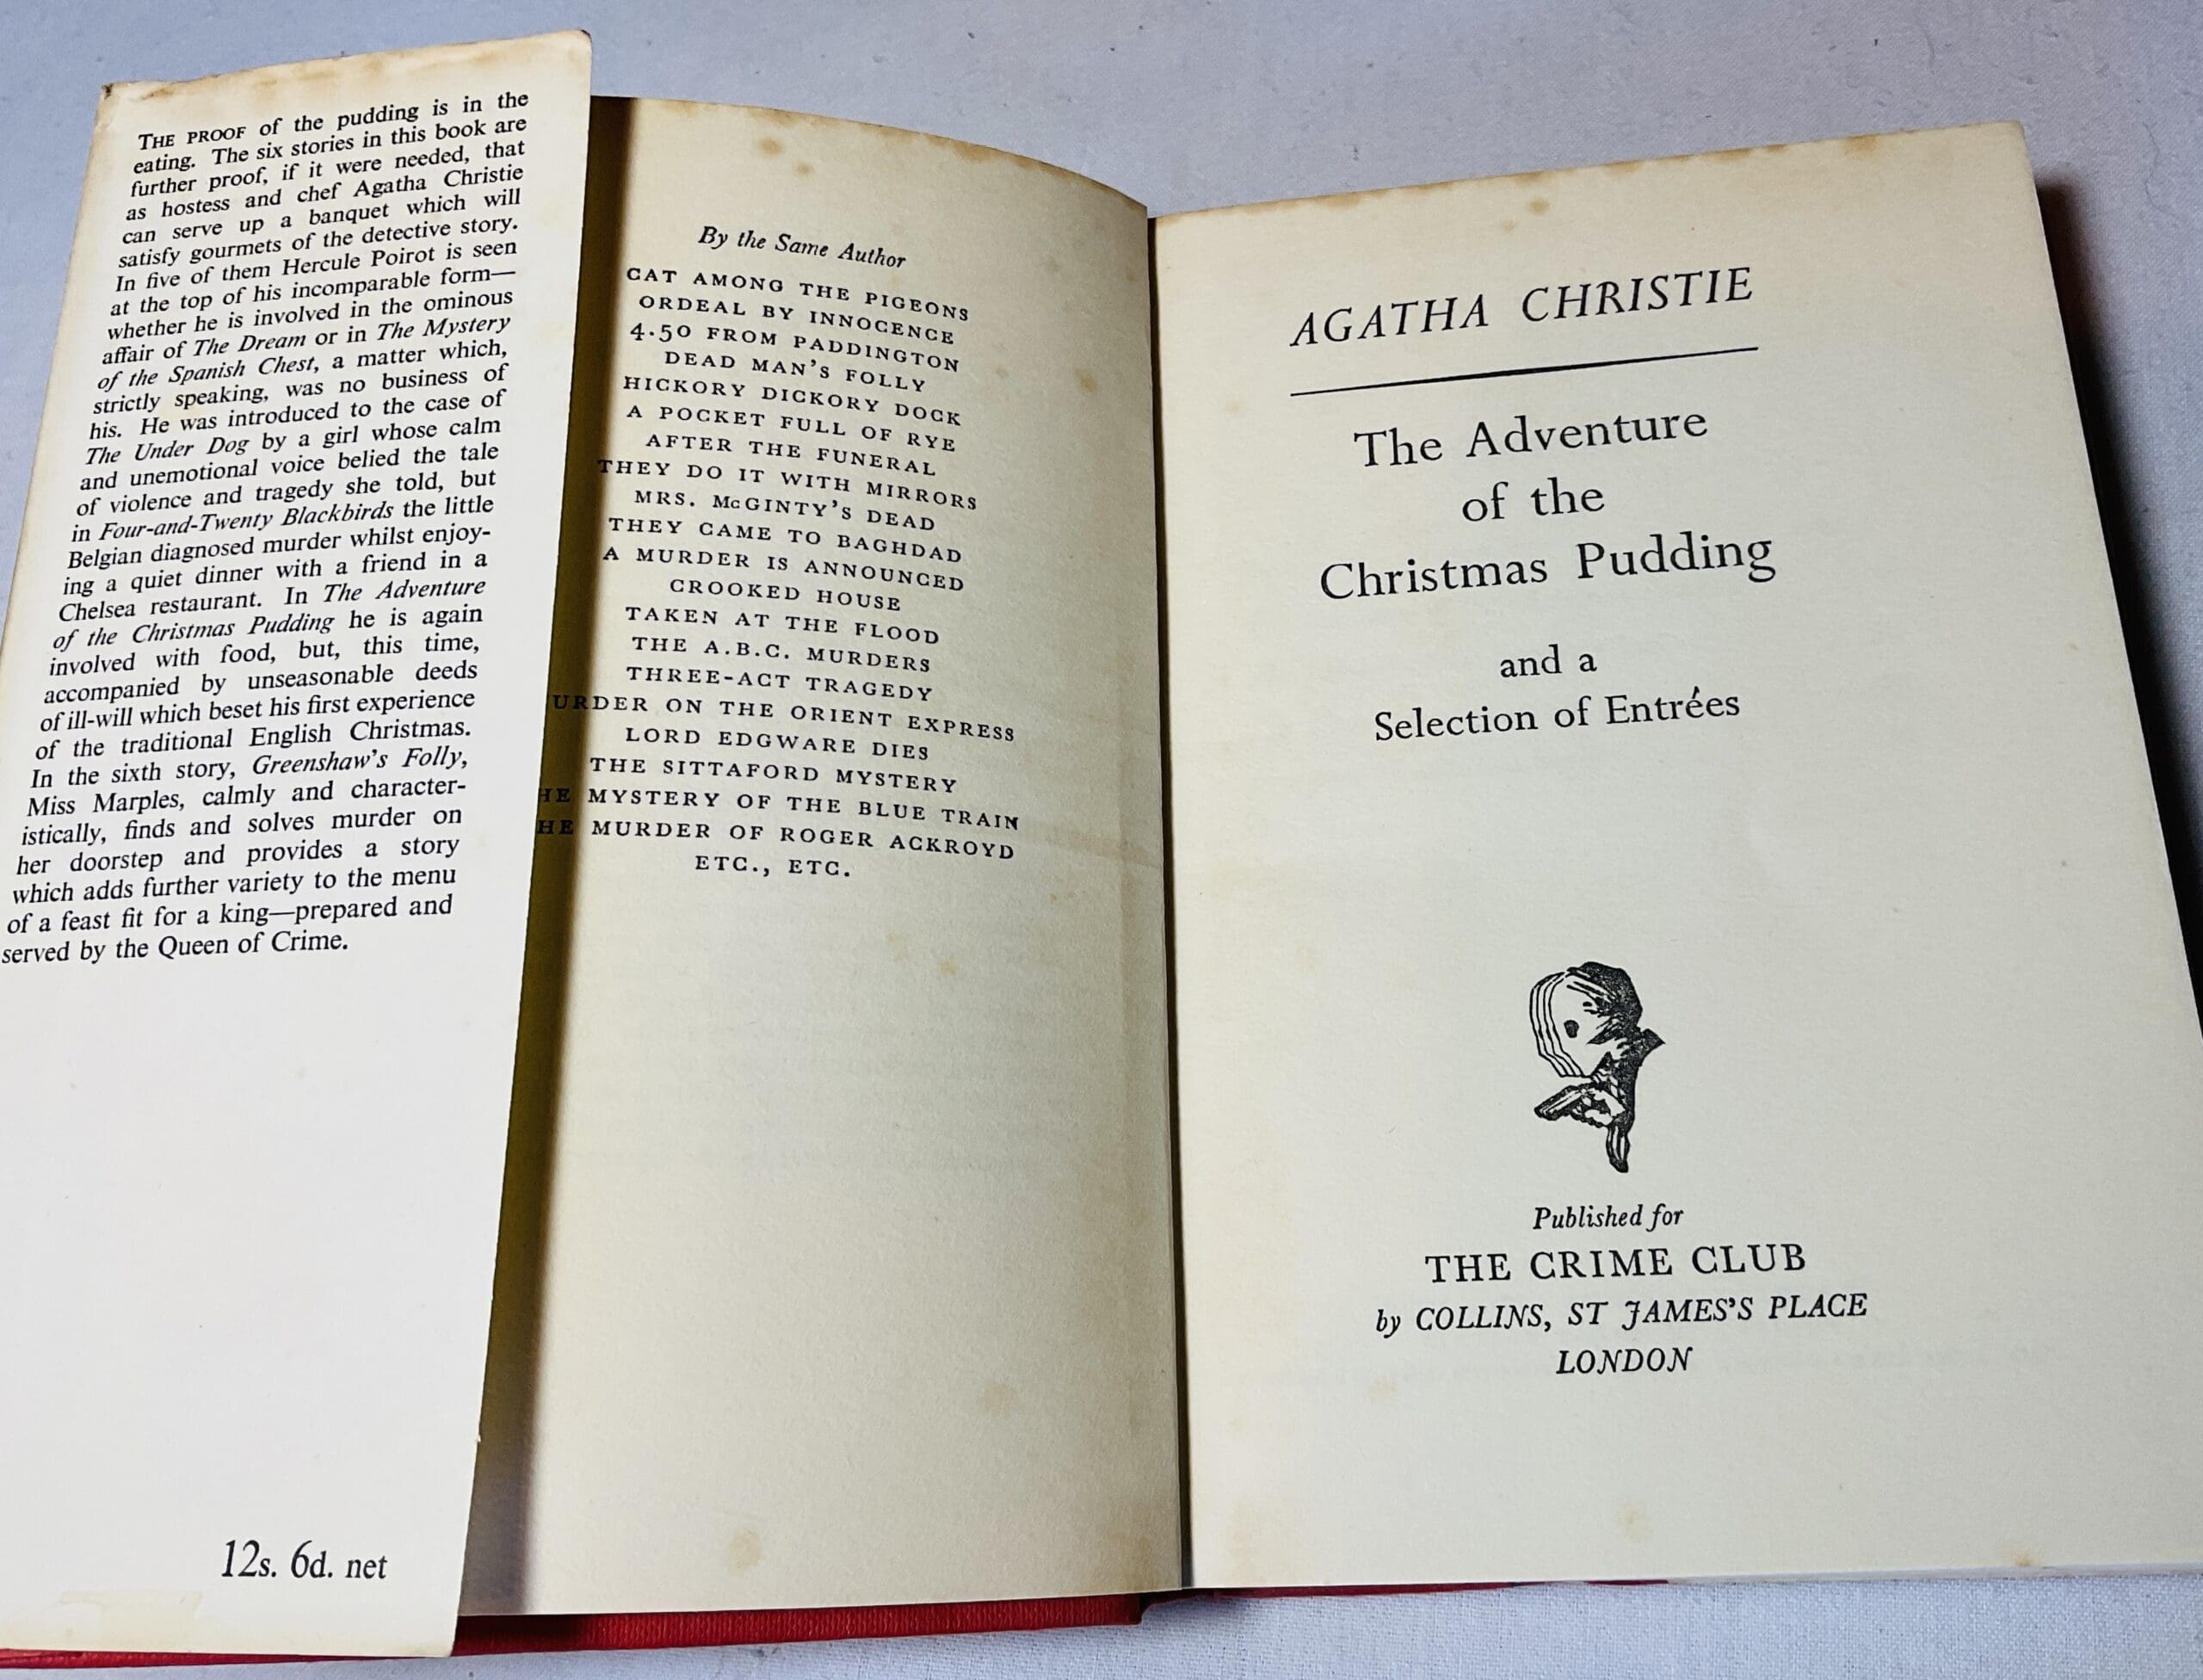 THE PROOF of the pudding is in the
eating. The six stories in this book are
further proof, if it were needed, that
as hostess and chef Agatha Christie
can serve up a banquet which will
satisfy gourmets of the detective story.
In five of them Hercule Poirot is seen
at the top of his incomparable form—
whether he is involved in the ominous
affair of The Dream or in The Mystery
of the Spanish Chest, a matter which,
strictly speaking, was no business of
his. He was introduced to the case of
The Under Dog by a girl whose calm
and unemotional voice belied the tale
of violence and tragedy she told, but
in Four-and-Twenty Blackbirds the little
Belgian diagnosed murder whilst enjoy-
ing a quiet dinner with a friend in a
Chelsea restaurant. In The Adventure
of the Christmas Pudding he is again
involved with food, but, this time,
accompanied by unseasonable deeds
of ill-will which beset his first experience
of the traditional English Christmas.
In the sixth story, Greenshaw's Folly,
Miss Marples, calmly and character-
istically, finds and solves murder on
her doorstep and provides a story
which adds further variety to the menu
of a feast fit for a king—prepared and
served by the Queen of Crime.
12s. 6d. net
By the Same Author
CAT AMONG THE PIGEONS
ORDEAL BY INNOCENCE
4.50 FROM PADDINGTON
DEAD MAN'S FOLLY
HICKORY DICKORY DOCK
A POCKET FULL OF RYE
AFTER THE FUNERAL
THEY DO IT WITH MIRRORS
MRS. McGINTY'S DEAD
THEY CAME TO BAGHDAD
A MURDER IS ANNOUNCED
CROOKED HOUSE
TAKEN AT THE FLOOD
THE A.B.C. MURDERS
THREE-ACT TRAGEDY
URDER ON THE ORIENT EXPRESS
LORD EDGWARE DIES
THE SITTAFORD MYSTERY
HE MYSTERY OF THE BLUE TRAIN
HE MURDER OF ROGER ACKROYD
ETC., ETC.
AGATHA CHRISTIE
The Adventure
of the
Christmas Pudding
and a
Selection of Entrées
Published for
THE CRIME CLUB
by COLLINS, ST JAMES'S PLACE
LONDON